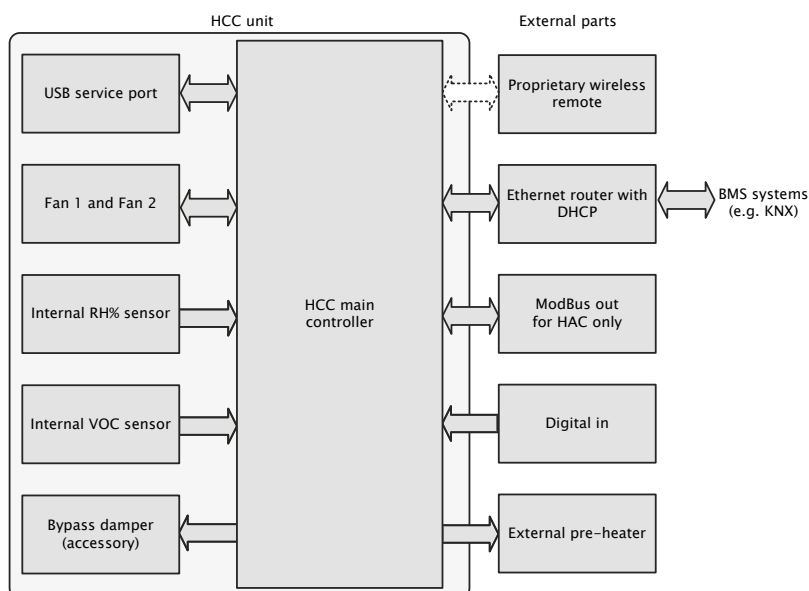 HCC unit
External parts
USB service port
Proprietary wireless
remote
Fan 1 and Fan 2
Ethernet router with
DHCP
BMS systems
(e.g. KNX)
Internal RH% sensor
HCC main
controller
ModBus out
for HAC only
Internal VOC sensor
Digital in
Bypass damper
(accessory)
External pre-heater